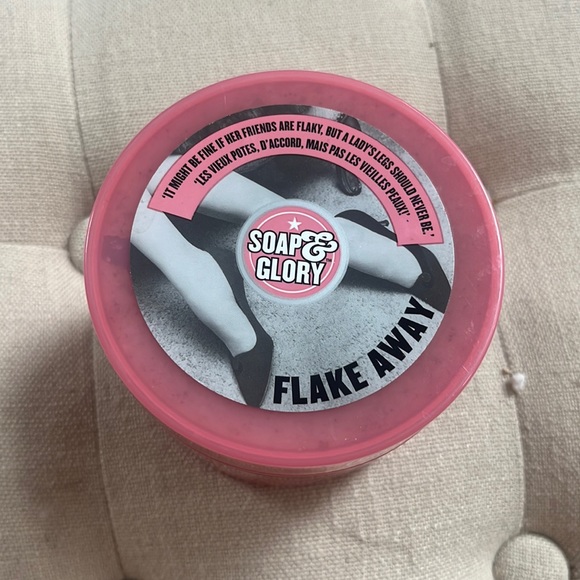 'IT MIGHT BE FINE IF HER FRIENDS ARE FLAKY, BUT A LADY'S LEGS SHOULD NEVER BE.'
'LES VIEUX POTES, D'ACCORD, MAIS PAS LES VIEILLES PEAUX!'
SOAP &
GLORY
FLAKE AWAY